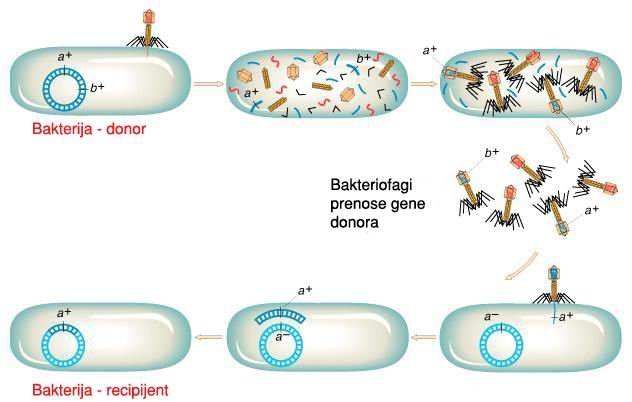 a+
b+
Bakterija - donor
b+
a+
a+
b+
Bakteriofagi
prenose gene
donora
b+
a+
a+
a+
a-
a-
a+
Bakterija - recipijent